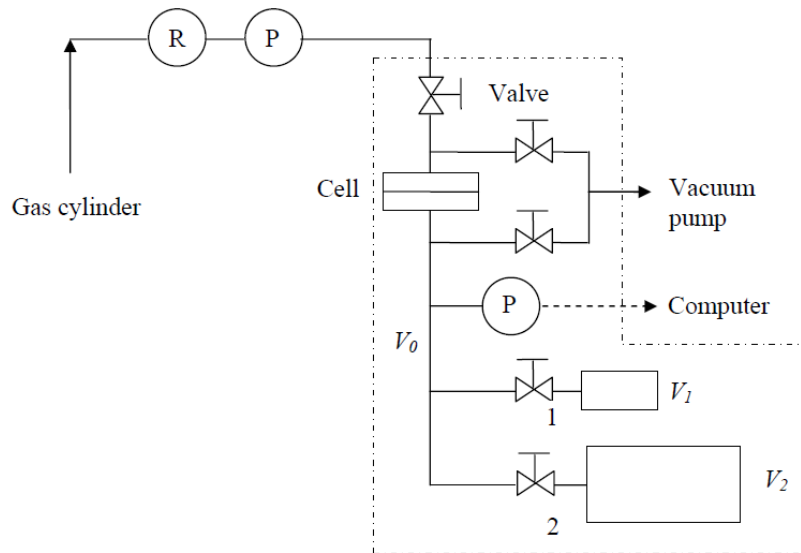 R
P
Valve
Cell
Gas cylinder
Vacuum
pump
P
Computer
V0
V1
1
V2
2